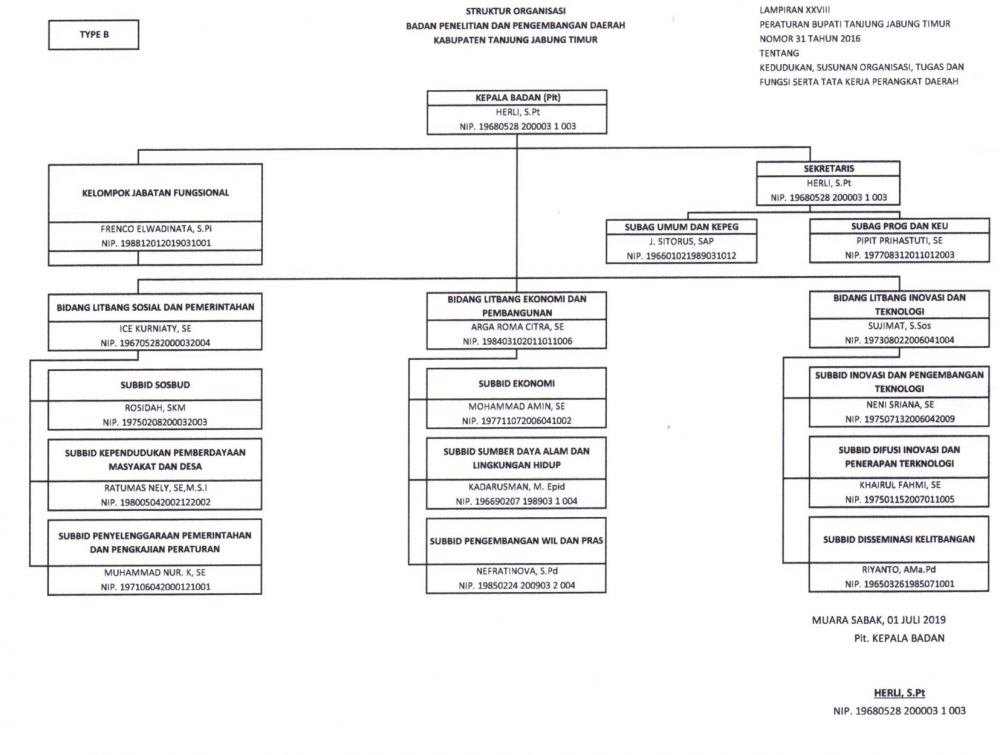 TYPE B
STRUKTUR ORGANISASI
BADAN PENELITIAN DAN PENGEMBANGAN DAERAH
KABUPATEN TANJUNG JABUNG TIMUR
LAMPIRAN XXVIII
PERATURAN BUPATI TANJUNG JABUNG TIMUR
NOMOR 31 TAHUN 2016
TENTANG
KEDUDUKAN, SUSUNAN ORGANISASI, TUGAS DAN
FUNGSI SERTA TATA KERJA PERANGKAT DAERAH
KEPALA BADAN (Plt)
HERLI, S.Pt
NIP. 19680528 200003 1 003
KELOMPOK JABATAN FUNGSIONAL
FRENCO ELWADINATA, S.Pi
NIP. 198812012019031001
SEKRETARIS
HERLI, S.Pt
NIP. 19680528 200003 1 003
SUBAG UMUM DAN KEPEG
J. SITORUS, SAP
NIP. 196601021989031012
SUBAG PROG DAN KEU
PIPIT PRIHASTUTI, SE
NIP. 197708312011012003
BIDANG LITBANG SOSIAL DAN PEMERINTAHAN
ICE KURNIATY, SE
NIP. 196705282000032004
SUBBID SOSBUD
ROSIDAH, SKM
NIP. 19750208200032003
SUBBID KEPENDUDUKAN PEMBERDAYAAN
MASYAKAT DAN DESA
RATUMAS NELY, SE,M.S.I
NIP. 198005042002122002
SUBBID PENYELENGGARAAN PEMERINTAHAN
DAN PENGKAJIAN PERATURAN
MUHAMMAD NUR. K, SE
NIP. 197106042000121001
BIDANG LITBANG EKONOMI DAN
PEMBANGUNAN
ARGA ROMA CITRA, SE
NIP. 198403102011011006
SUBBID EKONOMI
MOHAMMAD AMIN, SE
NIP. 197711072006041002
SUBBID SUMBER DAYA ALAM DAN
LINGKUNGAN HIDUP
KADARUSMAN, M. Epid
NIP. 196690207 198903 1 004
SUBBID PENGEMBANGAN WIL DAN PRAS
NEFRATINOVA, S.Pd
NIP. 19850224 200903 2 004
BIDANG LITBANG INOVASI DAN
TEKNOLOGI
SUJIMAT, S.Sos
NIP. 197308022006041004
SUBBID INOVASI DAN PENGEMBANGAN
TEKNOLOGI
NENI SRIANA, SE
NIP. 197507132006042009
SUBBID DIFUSI INOVASI DAN
PENERAPAN TERKNOLOGI
KHAIRUL FAHMI, SE
NIP. 197501152007011005
SUBBID DISSEMINASI KELITBANGAN
RIYANTO, AMa.Pd
NIP. 196503261985071001
MUARA SABAK, 01 JULI 2019
Plt. KEPALA BADAN
HERLI, S.Pt
NIP. 19680528 200003 1 003